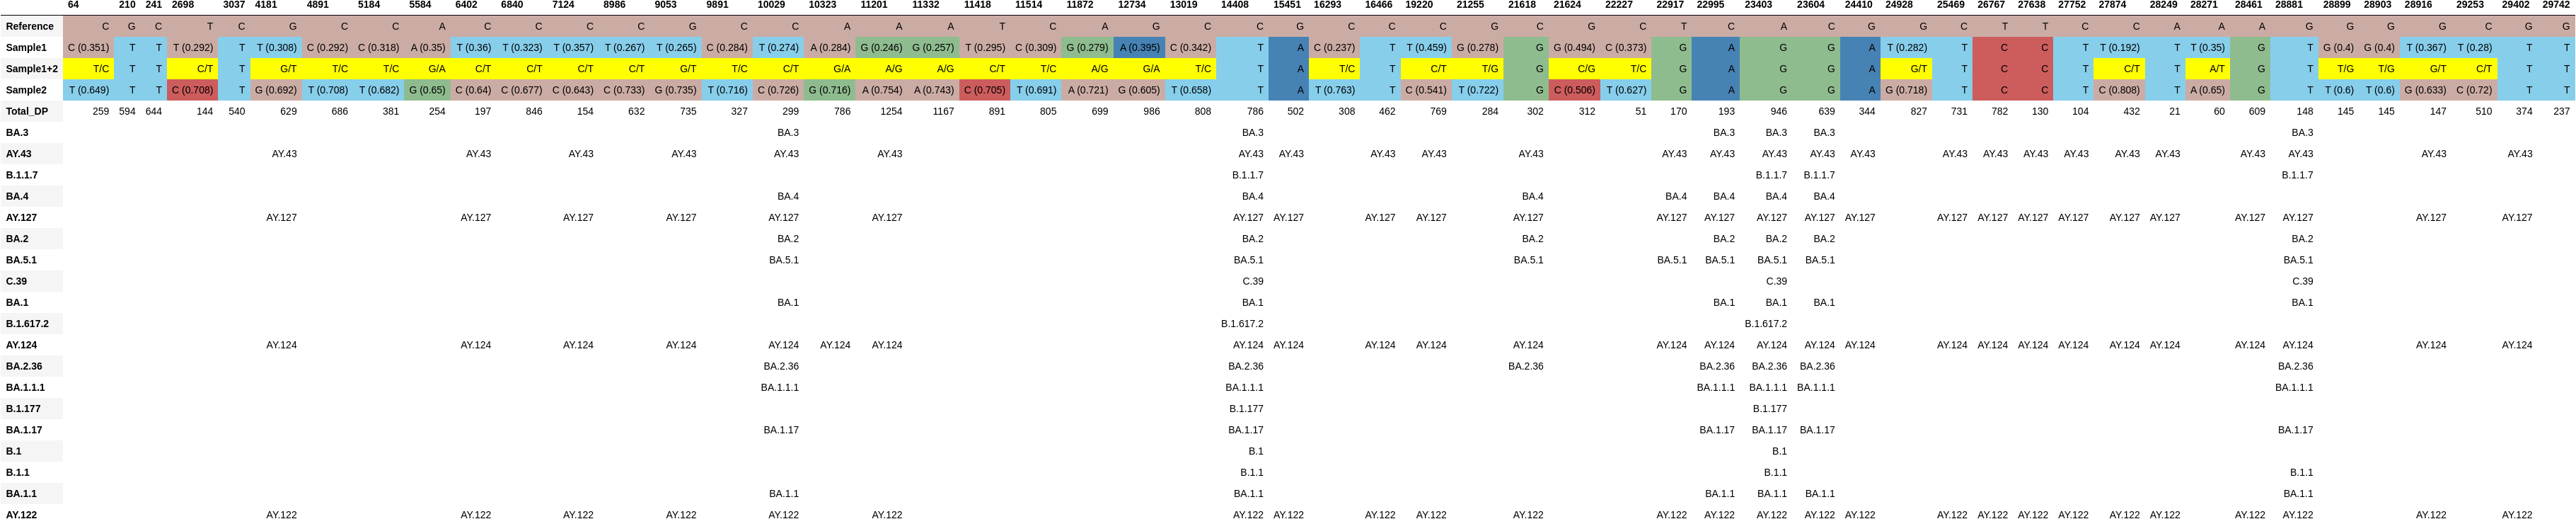 64 210 241 2698 3037 4181 4891 5184 5584 6402 6840 7124 8986 9053 9891 10029 10323 11201 11332 11418 11514 11872 12734 13019 14408 15451 16293 16466 19220 21255 21618 21624 22227 22917 22995 23403 23604 24410 24928 25469 26767 27638 27752 27874 28249 28271 28461 28881 28899 28903 28916 29253 29402 29742
Reference C G C T C G C C A C C C C G C C A A A T C A G C C G C C C G C G C T C A C G G C T T C C A A A G G G G C G G
Sample1 C (0.351) T T T (0.292) T T (0.308) C (0.292) C (0.318) A (0.35) T (0.36) T (0.323) T (0.357) T (0.267) T (0.265) C (0.284) T (0.274) A (0.284) G (0.246) G (0.257) T (0.295) C (0.309) G (0.279) A (0.395) C (0.342) T A C (0.237) T T (0.459) G (0.278) G G (0.494) C (0.373) G A G G A T (0.282) T C C T T (0.192) T T (0.35) G T G (0.4) G (0.4) T (0.367) T (0.28) T T
Sample1+2 T/C T T C/T T G/T T/C T/C G/A C/T C/T C/T C/T G/T T/C C/T G/A A/G A/G C/T T/C A/G G/A T/C T A T/C T C/T T/G G C/G T/C G A G G A G/T T C C T C/T T A/T G T T/G T/G G/T C/T T T
Sample2 T (0.649) T T C (0.708) T G (0.692) T (0.708) T (0.682) G (0.65) C (0.64) C (0.677) C (0.643) C (0.733) G (0.735) T (0.716) C (0.726) G (0.716) A (0.754) A (0.743) C (0.705) T (0.691) A (0.721) G (0.605) T (0.658) T A T (0.763) T C (0.541) T (0.722) G C (0.506) T (0.627) G A G G A G (0.718) T C C T C (0.808) T A (0.65) G T T (0.6) T (0.6) G (0.633) C (0.72) T T
Total_DP 259 594 644 144 540 629 686 381 254 197 846 154 632 735 327 299 786 1254 1167 891 805 699 986 808 786 502 308 462 769 284 302 312 51 170 193 946 639 344 827 731 782 130 104 432 21 60 609 148 145 145 147 510 374 237
BA.3 BA.3 BA.3 BA.3 BA.3 BA.3 BA.3
AY.43 AY.43 AY.43 AY.43 AY.43 AY.43 AY.43 AY.43 AY.43 AY.43 AY.43 AY.43 AY.43 AY.43 AY.43 AY.43 AY.43 AY.43 AY.43 AY.43 AY.43 AY.43 AY.43 AY.43 AY.43 AY.43 AY.43
B.1.1.7 B.1.1.7 B.1.1.7 B.1.1.7 B.1.1.7
BA.4 BA.4 BA.4 BA.4 BA.4 BA.4 BA.4 BA.4
AY.127 AY.127 AY.127 AY.127 AY.127 AY.127 AY.127 AY.127 AY.127 AY.127 AY.127 AY.127 AY.127 AY.127 AY.127 AY.127 AY.127 AY.127 AY.127 AY.127 AY.127 AY.127 AY.127 AY.127 AY.127 AY.127 AY.127
BA.2 BA.2 BA.2 BA.2 BA.2 BA.2 BA.2 BA.2
BA.5.1 BA.5.1 BA.5.1 BA.5.1 BA.5.1 BA.5.1 BA.5.1 BA.5.1 BA.5.1
C.39 C.39 C.39 C.39
BA.1 BA.1 BA.1 BA.1 BA.1 BA.1 BA.1
B.1.617.2 B.1.617.2 B.1.617.2
AY.124 AY.124 AY.124 AY.124 AY.124 AY.124 AY.124 AY.124 AY.124 AY.124 AY.124 AY.124 AY.124 AY.124 AY.124 AY.124 AY.124 AY.124 AY.124 AY.124 AY.124 AY.124 AY.124 AY.124 AY.124 AY.124 AY.124 AY.124
BA.2.36 BA.2.36 BA.2.36 BA.2.36 BA.2.36 BA.2.36 BA.2.36 BA.2.36
BA.1.1.1 BA.1.1.1 BA.1.1.1 BA.1.1.1 BA.1.1.1 BA.1.1.1 BA.1.1.1
B.1.177 B.1.177 B.1.177
BA.1.17 BA.1.17 BA.1.17 BA.1.17 BA.1.17 BA.1.17 BA.1.17
B.1 B.1 B.1
B.1.1 B.1.1 B.1.1 B.1.1
BA.1.1 BA.1.1 BA.1.1 BA.1.1 BA.1.1 BA.1.1 BA.1.1
AY.122 AY.122 AY.122 AY.122 AY.122 AY.122 AY.122 AY.122 AY.122 AY.122 AY.122 AY.122 AY.122 AY.122 AY.122 AY.122 AY.122 AY.122 AY.122 AY.122 AY.122 AY.122 AY.122 AY.122 AY.122 AY.122 AY.122